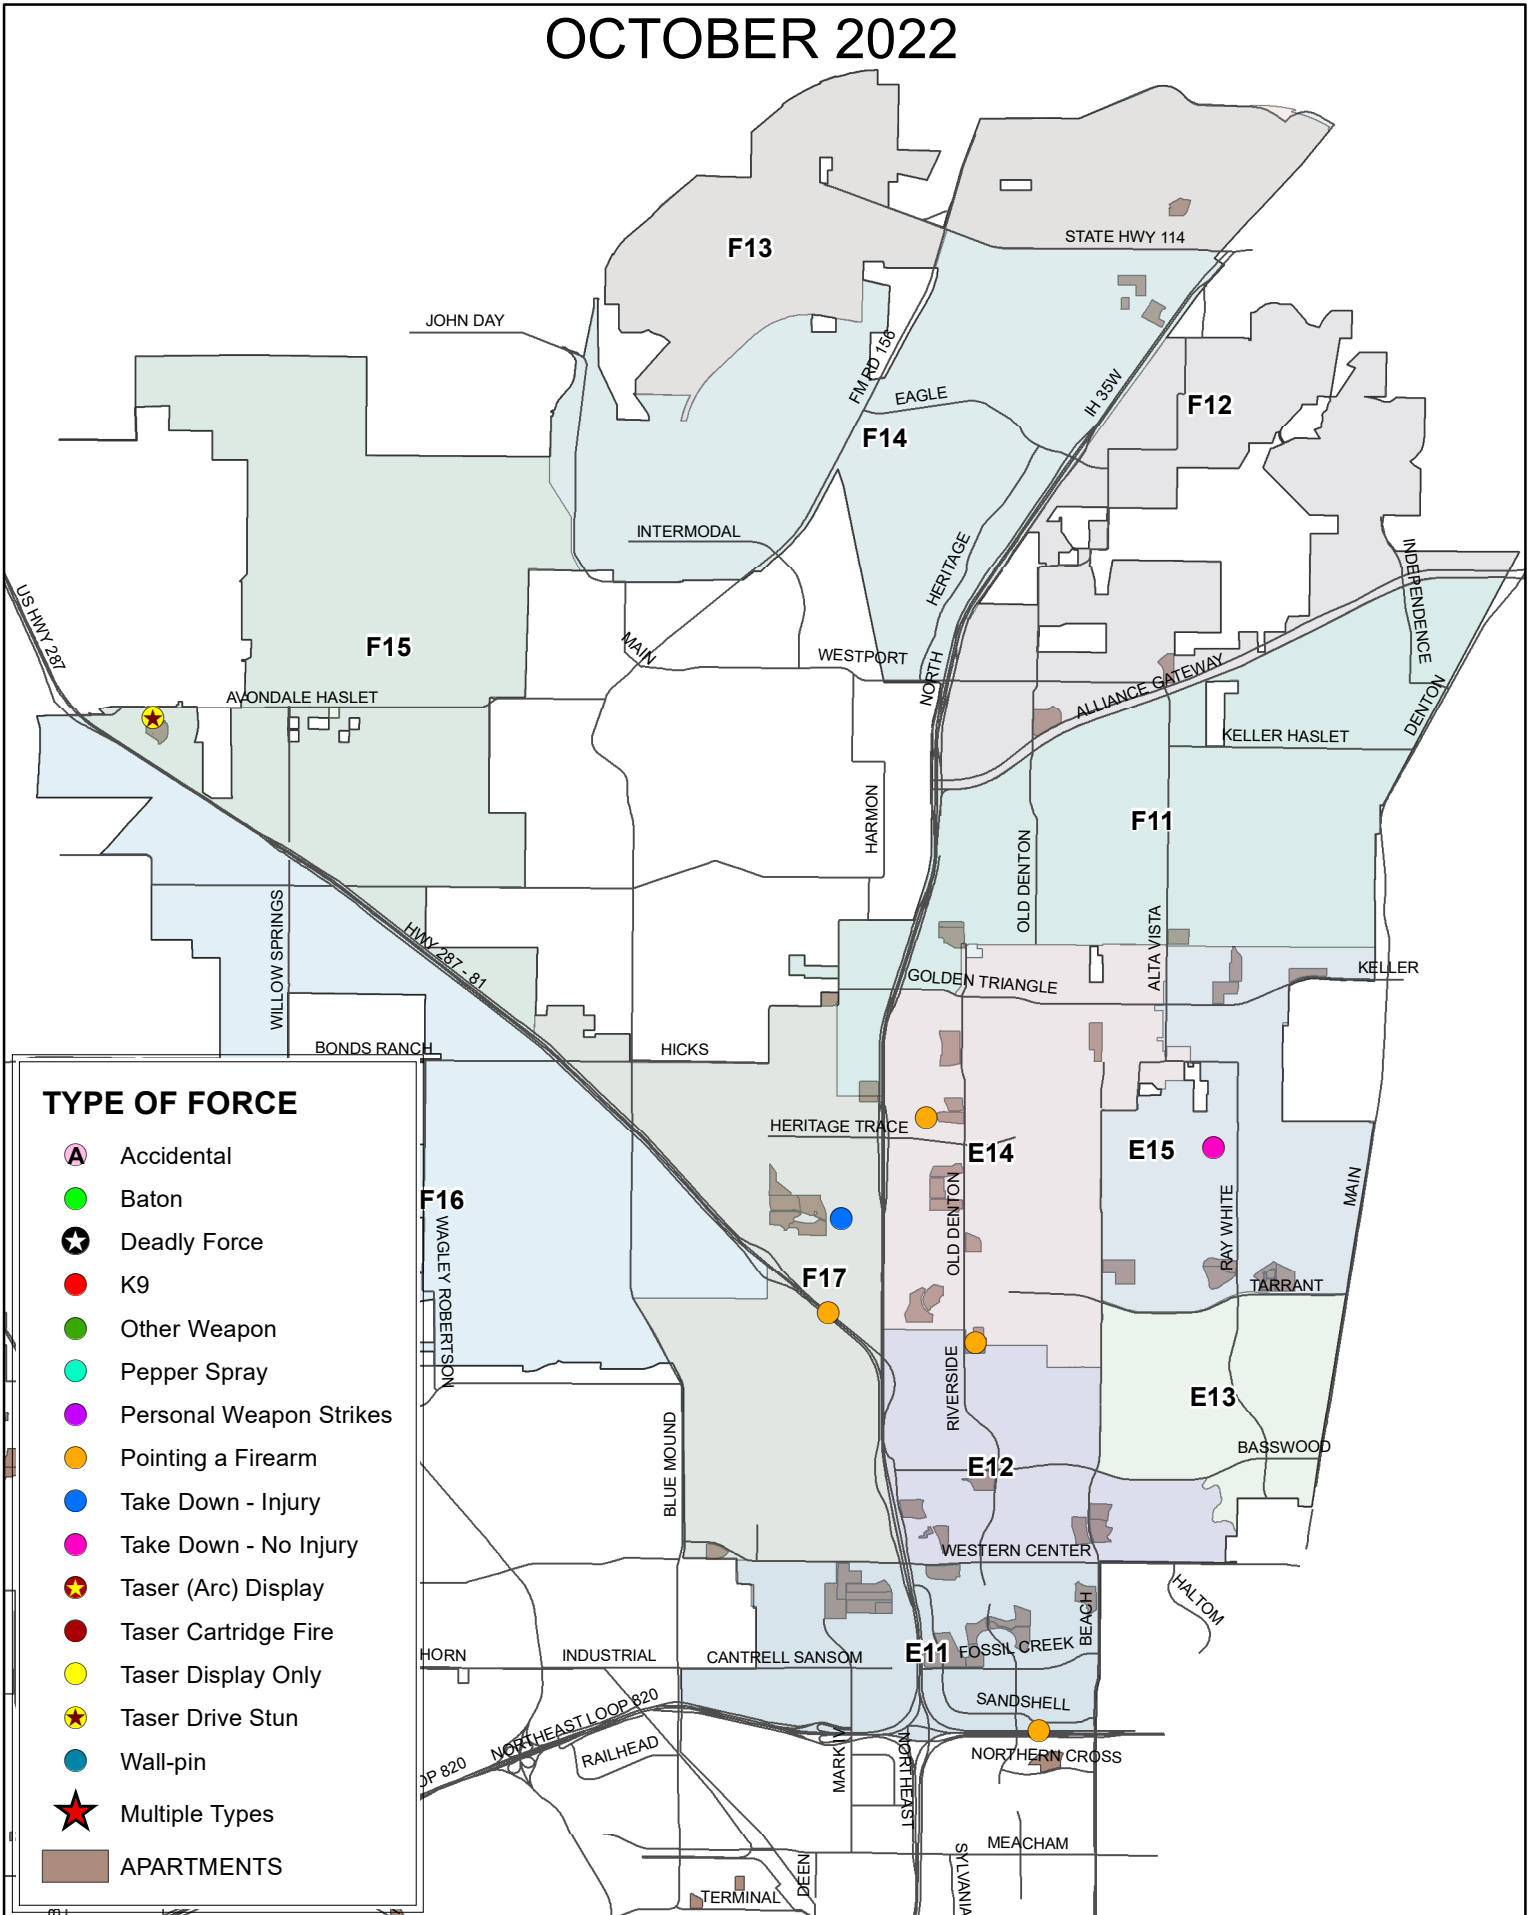 OCTOBER 2022
F13
STATE HWY 114
JOHN DAY
FM RD 156
EAGLE
IH 35W
F12
F14
INTERMODAL
HERITAGE
INDEPENDENCE
US HWY 287
F15
MAIN
WESTPORT
NORTH
ALLIANCE GATEWAY
AVONDALE HASLET
DENTON
KELLER HASLET
HARMON
F11
OLD DENTON
ALTA VISTA
WILLOW SPRINGS
HWY 287 - 81
GOLDEN TRIANGLE
KELLER
BONDS RANCH
HICKS
HERITAGE TRACE
E14
E15
F16
WAGLEY ROBERTSON
OLD DENTON
RAY WHITE
MAIN
F17
TARRANT
RIVERSIDE
E13
BLUE MOUND
BASSWOOD
E12
WESTERN CENTER
HALTOM
BEACH
HORN
INDUSTRIAL
CANTRELL SANSOM
E11
FOSSIL CREEK
SANDSHELL
NORTHEAST LOOP 820
OP 820
RAILHEAD
MARK IV
NORTHEAST
NORTHERN CROSS
MEACHAM
DEEN
SYLVANIA
TERMINAL
TYPE OF FORCE
A Accidental
Baton
Deadly Force
K9
Other Weapon
Pepper Spray
Personal Weapon Strikes
Pointing a Firearm
Take Down - Injury
Take Down - No Injury
Taser (Arc) Display
Taser Cartridge Fire
Taser Display Only
Taser Drive Stun
Wall-pin
Multiple Types
APARTMENTS